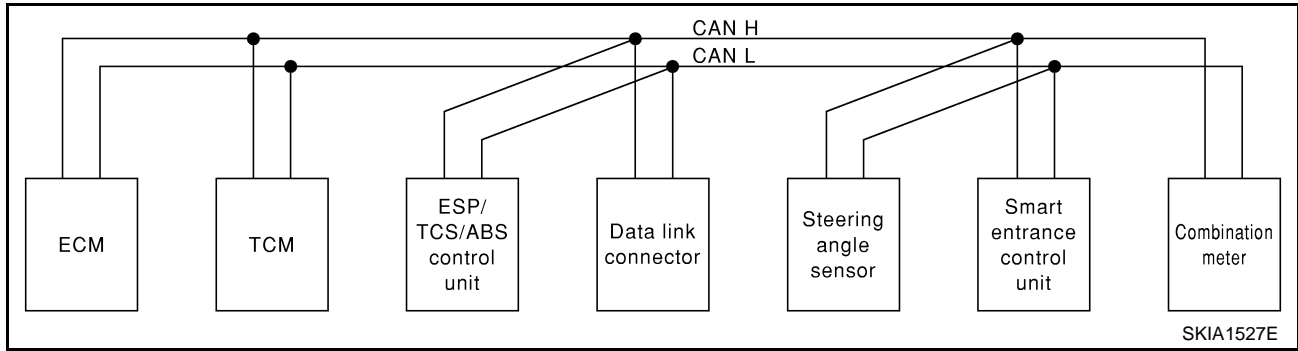 CAN H
CAN L
ECM
TCM
ESP/
TCS/ABS
control
unit
Data link
connector
Steering
angle
sensor
Smart
entrance
control
unit
Combination
meter
SKIA1527E